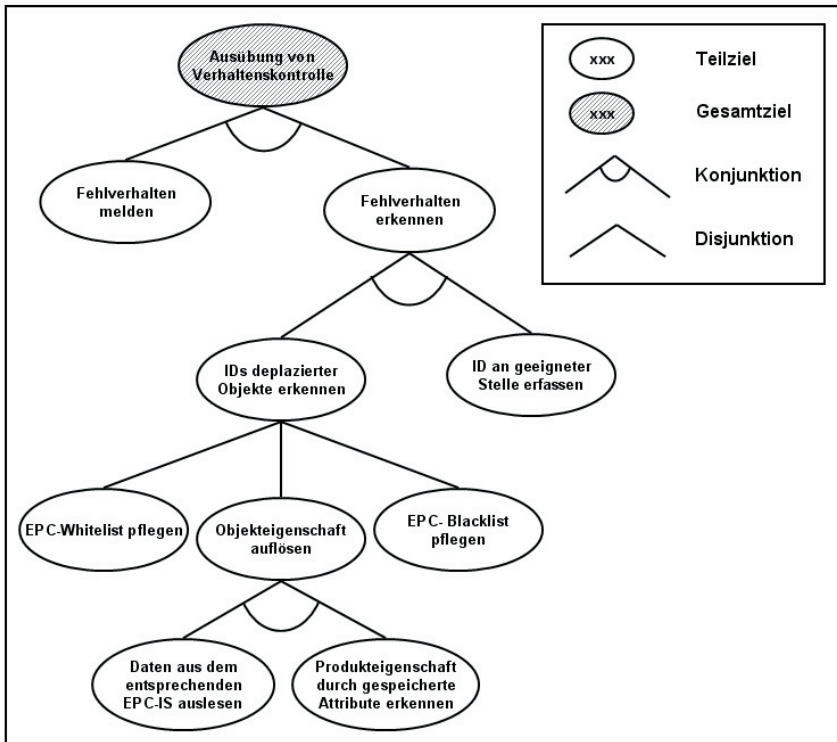 Ausübung von
Verhaltenskontrolle
xxx
Teilziel
xxx
Gesamtziel
Konjunktion
Disjunktion
Fehlverhalten
melden
Fehlverhalten
erkennen
IDs deplazierter
Objekte erkennen
ID an geeigneter
Stelle erfassen
EPC-Whitelist pflegen
Objekteigenschaft
auflösen
EPC- Blacklist
pflegen
Daten aus dem
entsprechenden
EPC-IS auslesen
Produkteigenschaft
durch gespeicherte
Attribute erkennen